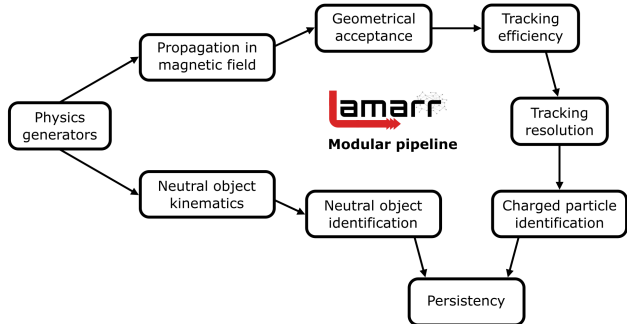 Geometrical
acceptance
Tracking
efficiency
Propagation in
magnetic field
Physics
generators
Lamarr
Modular pipeline
Tracking
resolution
Neutral object
kinematics
Neutral object
identification
Charged particle
identification
Persistency